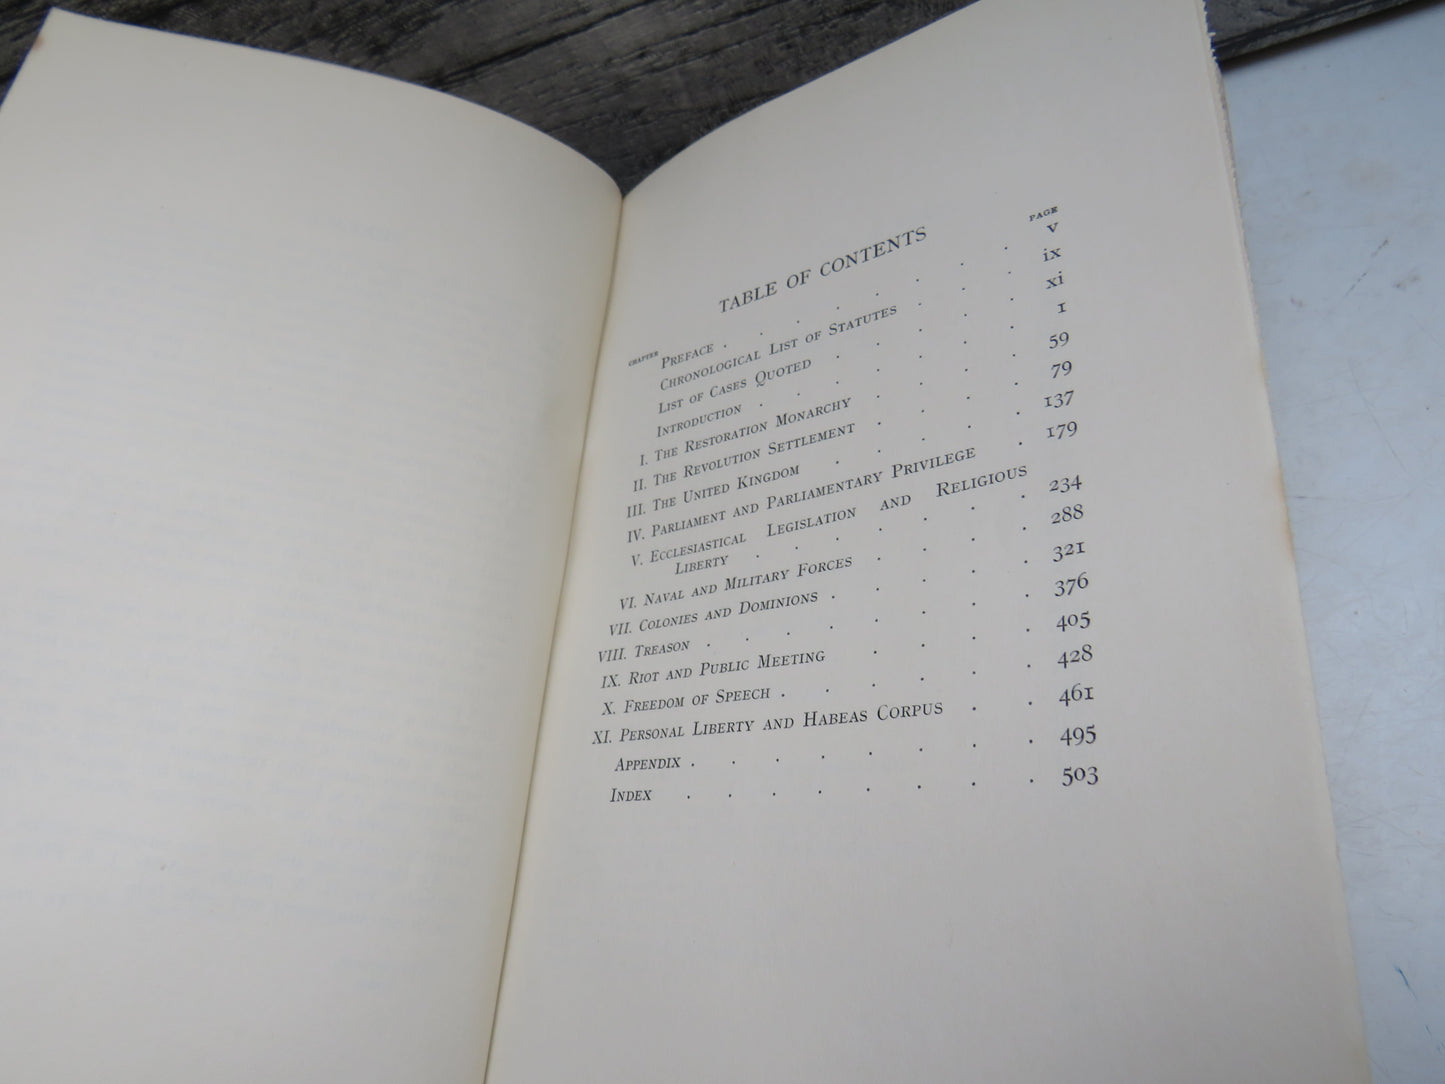 TABLE OF CONTENTS
CHAPTER PAGE
PREFACE . . . . . . . v
CHRONOLOGICAL LIST OF STATUTES . . . ix
LIST OF CASES QUOTED . . . . xi
INTRODUCTION . . . . . . 1
I. THE RESTORATION MONARCHY . . . . 59
II. THE REVOLUTION SETTLEMENT . . . 79
III. THE UNITED KINGDOM . . . . 137
IV. PARLIAMENT AND PARLIAMENTARY PRIVILEGE . 179
V. ECCLESIASTICAL LEGISLATION AND RELIGIOUS
LIBERTY . . . . . . . 234
VI. NAVAL AND MILITARY FORCES . . . . 288
VII. COLONIES AND DOMINIONS . . . . . 321
VIII. TREASON . . . . . . . . 376
IX. RIOT AND PUBLIC MEETING . . . . 405
X. FREEDOM OF SPEECH . . . . . . 428
XI. PERSONAL LIBERTY AND HABEAS CORPUS . . 461
APPENDIX . . . . . . . . 495
INDEX . . . . . . . . 503